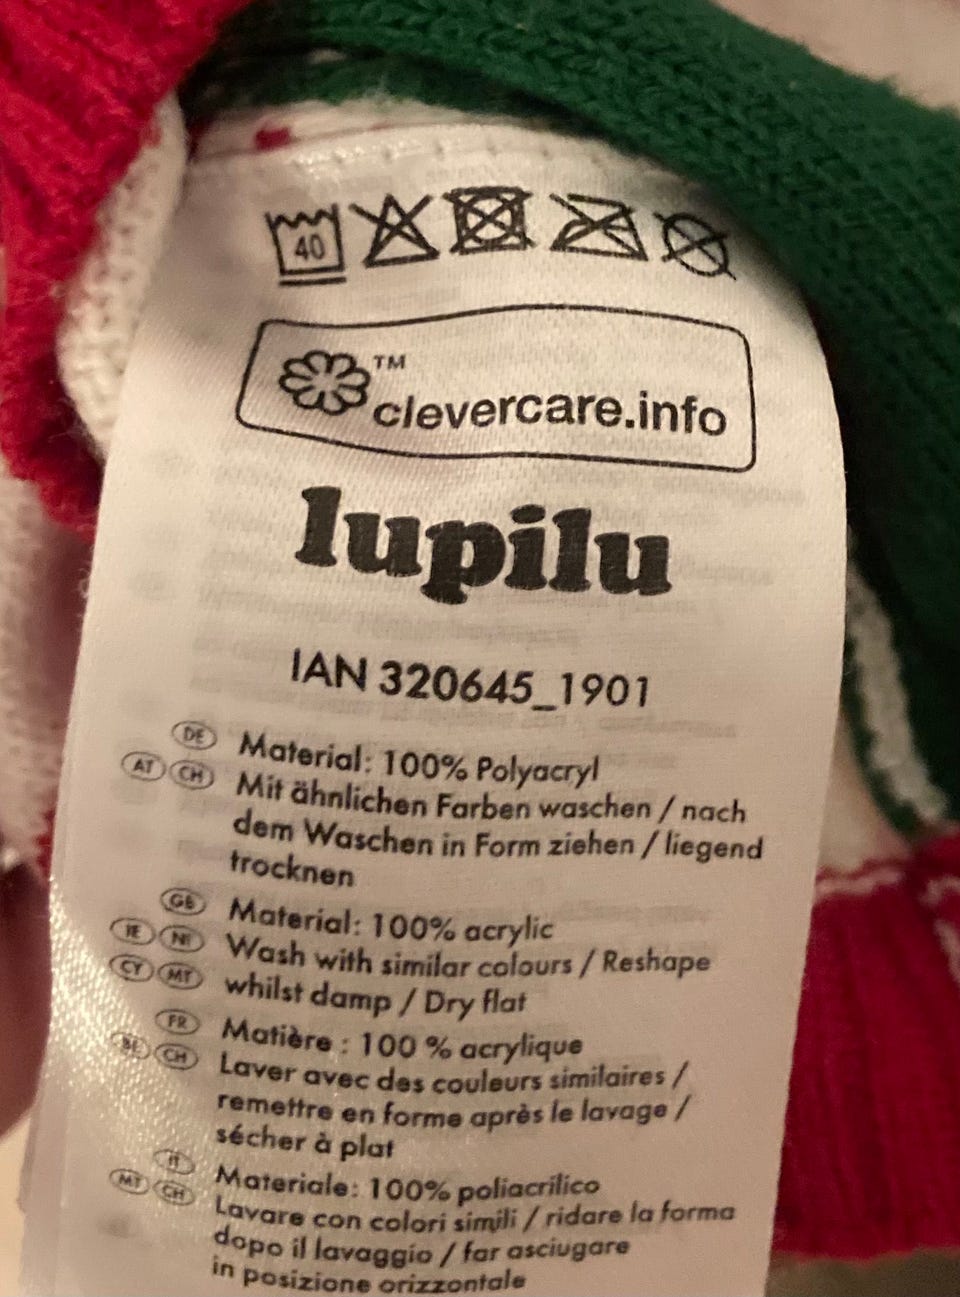 40
™
clevercare.info
lupilu
IAN 320645_1901
DE Material: 100% Polyacryl
AT CH Mit ähnlichen Farben waschen / nach
dem Waschen in Form ziehen / liegend
trocknen
GB Material: 100% acrylic
IE NI Wash with similar colours / Reshape
CY MT whilst damp / Dry flat
FR Matière : 100 % acrylique
BE CH Laver avec des couleurs similaires /
remettre en forme après le lavage /
sécher à plat
IT Materiale: 100% poliacrilico
MT CH Lavare con colori simili / ridare la forma
dopo il lavaggio / far asciugare
in posizione orizzontale